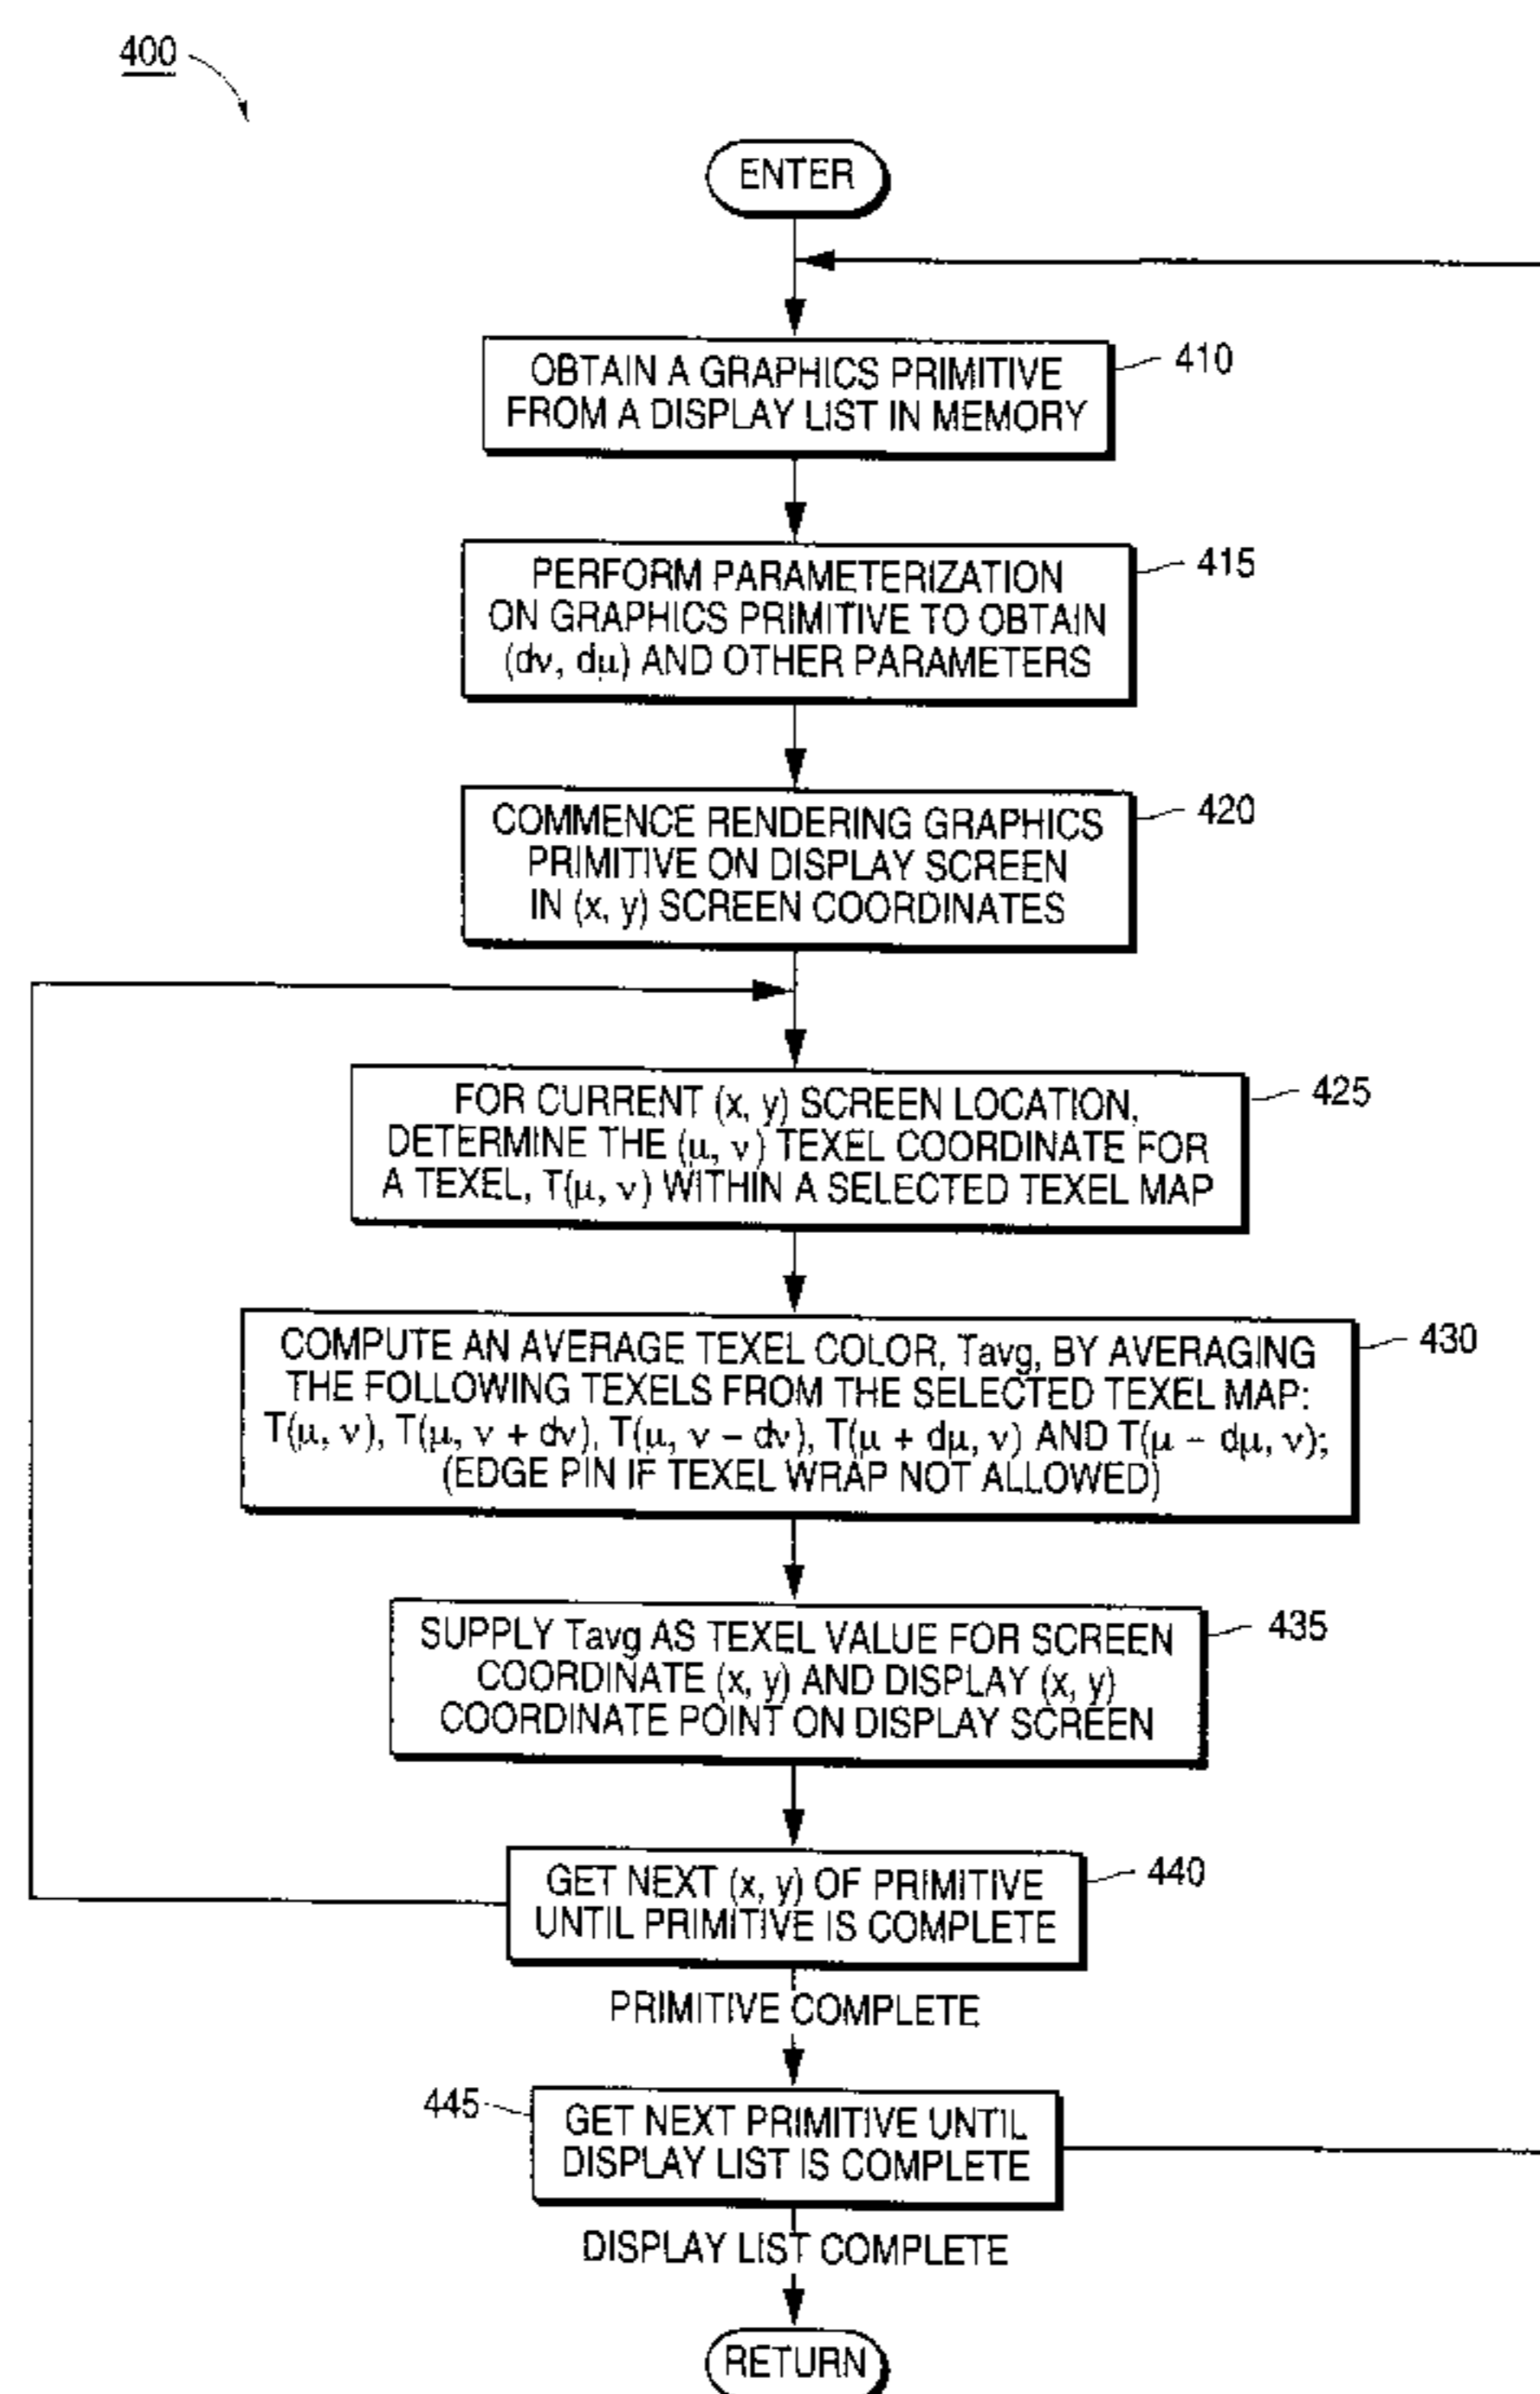 400
ENTER
OBTAIN A GRAPHICS PRIMITIVE
FROM A DISPLAY LIST IN MEMORY
410
PERFORM PARAMETERIZATION
ON GRAPHICS PRIMITIVE TO OBTAIN
(dν, dμ) AND OTHER PARAMETERS
415
COMMENCE RENDERING GRAPHICS
PRIMITIVE ON DISPLAY SCREEN
IN (x, y) SCREEN COORDINATES
420
FOR CURRENT (x, y) SCREEN LOCATION,
DETERMINE THE (μ, ν) TEXEL COORDINATE FOR
A TEXEL, T(μ, ν) WITHIN A SELECTED TEXEL MAP
425
COMPUTE AN AVERAGE TEXEL COLOR, Tavg, BY AVERAGING
THE FOLLOWING TEXELS FROM THE SELECTED TEXEL MAP:
T(μ, ν), T(μ, ν + dν), T(μ, ν – dν), T(μ + dμ, ν) AND T(μ – dμ, ν);
(EDGE PIN IF TEXEL WRAP NOT ALLOWED)
430
SUPPLY Tavg AS TEXEL VALUE FOR SCREEN
COORDINATE (x, y) AND DISPLAY (x, y)
COORDINATE POINT ON DISPLAY SCREEN
435
GET NEXT (x, y) OF PRIMITIVE
UNTIL PRIMITIVE IS COMPLETE
440
PRIMITIVE COMPLETE
445
GET NEXT PRIMITIVE UNTIL
DISPLAY LIST IS COMPLETE
DISPLAY LIST COMPLETE
RETURN